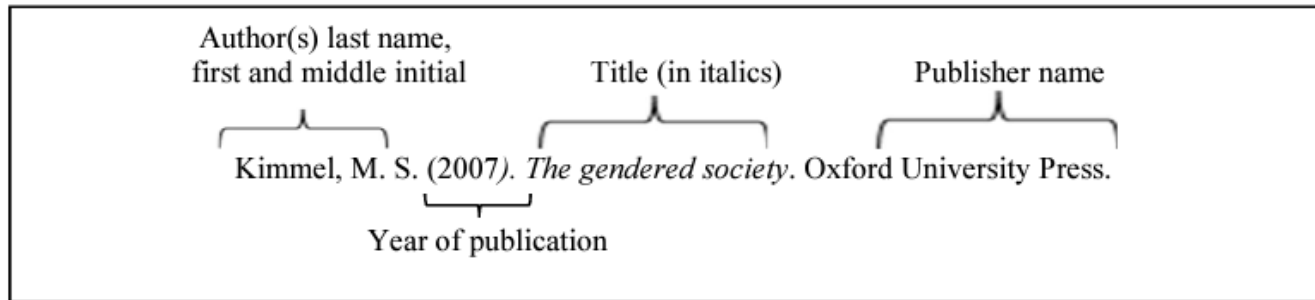 Author(s) last name,
first and middle initial
Title (in italics)
Publisher name
Kimmel, M. S. (2007). The gendered society. Oxford University Press.
Year of publication